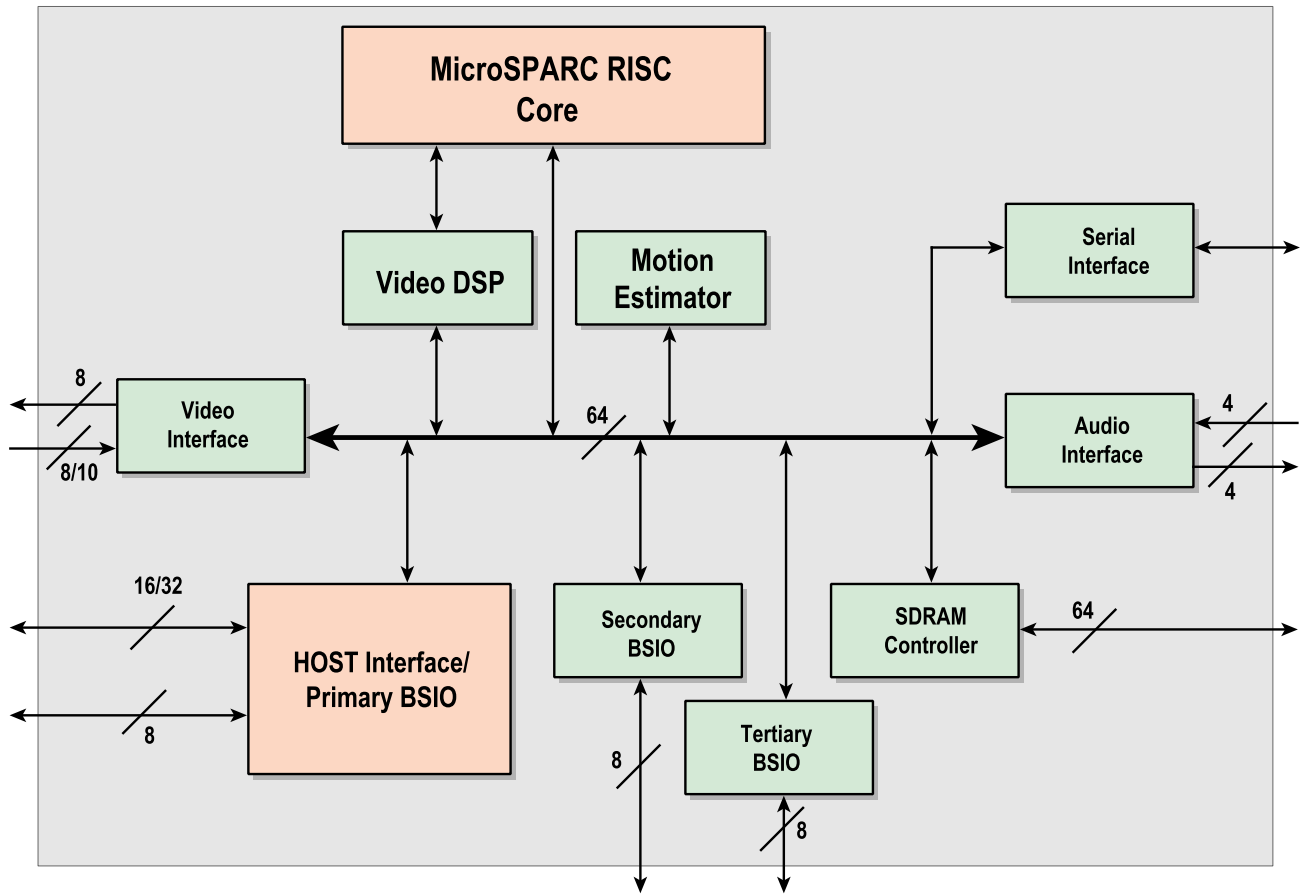 MicroSPARC RISC
Core
Video DSP
Motion
Estimator
Serial
Interface
8
Video
Interface
8/10
64
Audio
Interface
4
4
16/32
HOST Interface/
Primary BSIO
8
Secondary
BSIO
8
Tertiary
BSIO
8
SDRAM
Controller
64